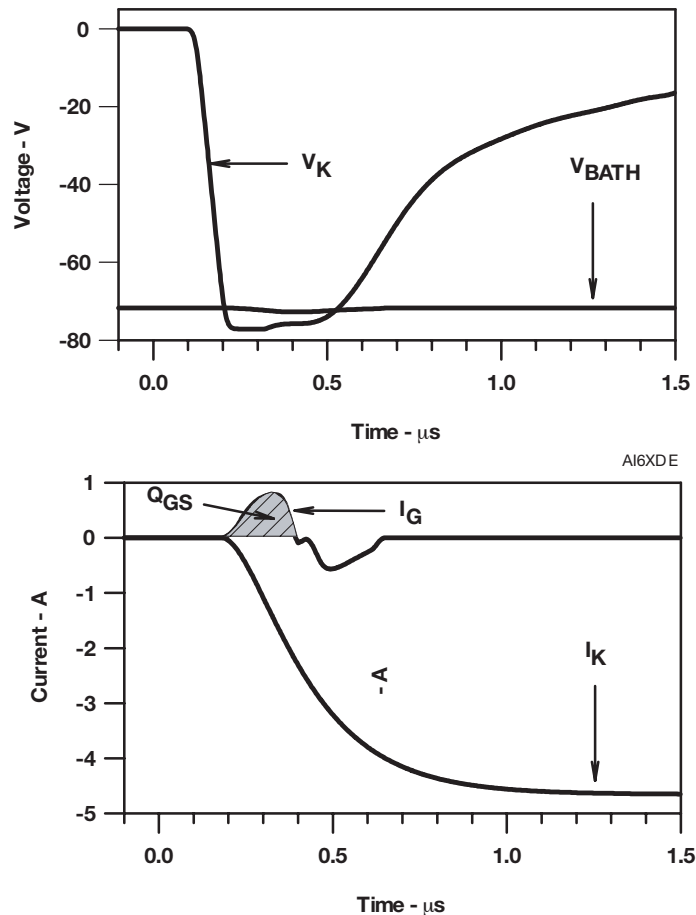 0
-20
-40
-60
-80
Voltage - V
V_K
V_BATH
0.0 0.5 1.0 1.5
Time - μs
AI6XDE
1
0
-1
-2
-3
-4
-5
Current - A
Q_GS
I_G
- A
I_K
0.0 0.5 1.0 1.5
Time - μs